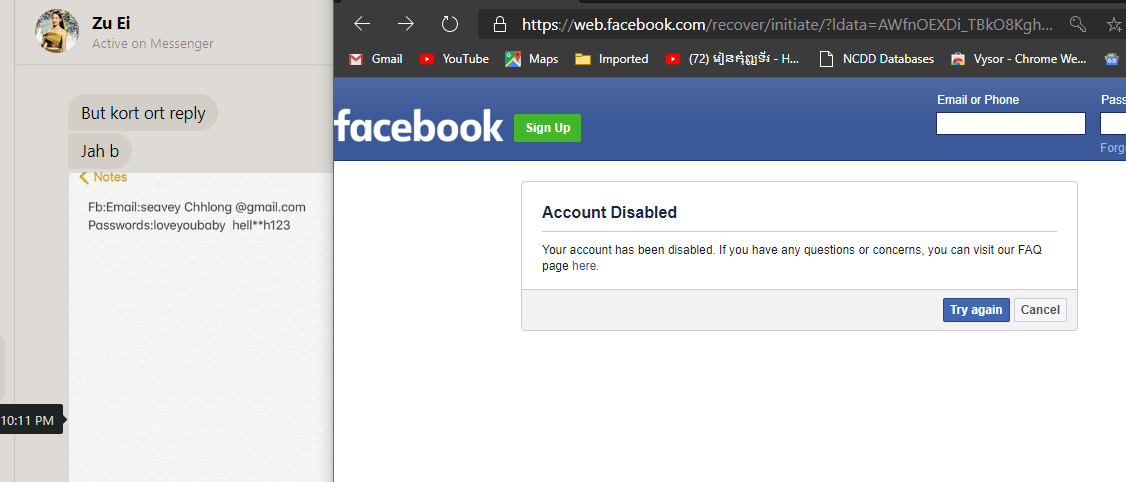 Zu Ei
Active on Messenger
But kort ort reply
Jah b
Notes
Fb:Email:seavey Chhlong @gmail.com
Passwords:loveyoubaby hell**h123
10:11 PM
https://web.facebook.com/recover/initiate/?ldata=AWfnOEXDi_TBkO8Kgh...
Gmail
YouTube
Maps
Imported
(72) រៀនកុំព្យូទ័រ - H...
NCDD Databases
Vysor - Chrome We...
facebook
Sign Up
Email or Phone
Pass
Forg
Account Disabled
Your account has been disabled. If you have any questions or concerns, you can visit our FAQ
page here.
Try again
Cancel